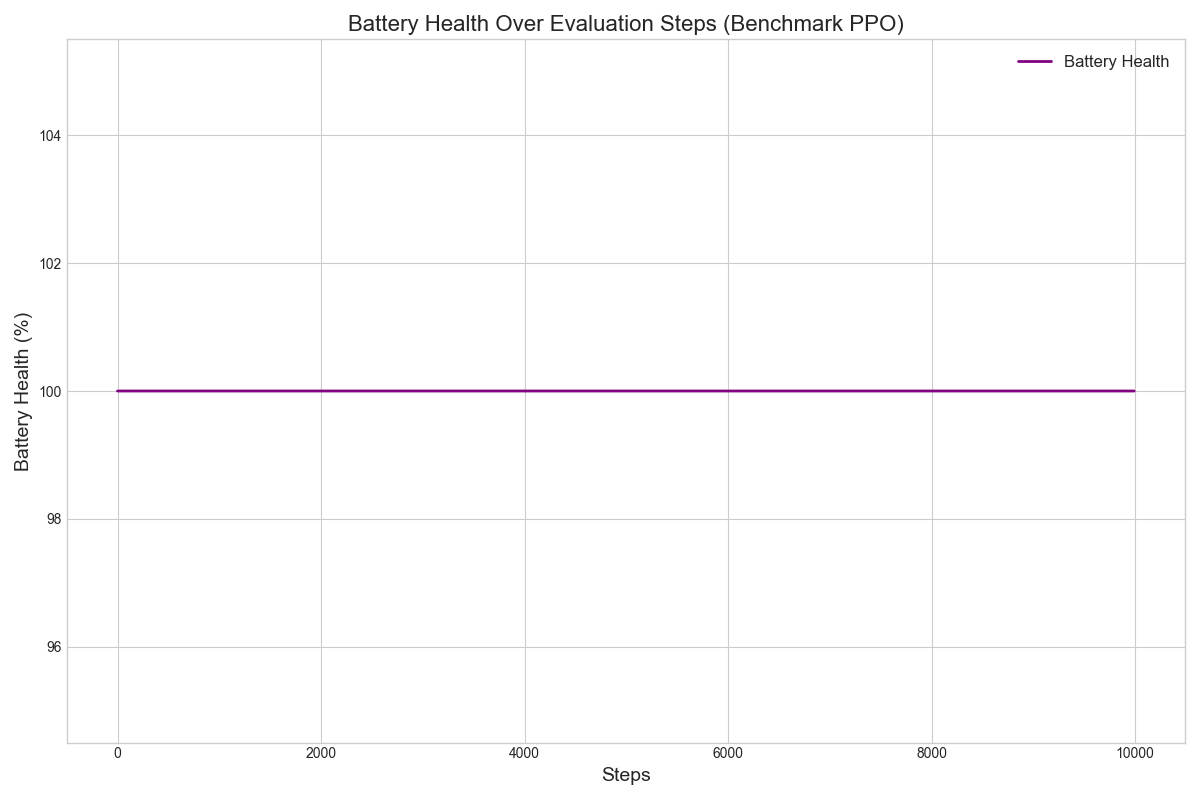 Battery Health Over Evaluation Steps (Benchmark PPO)
Battery Health
Battery Health (%)
104
102
100
98
96
0 2000 4000 6000 8000 10000
Steps